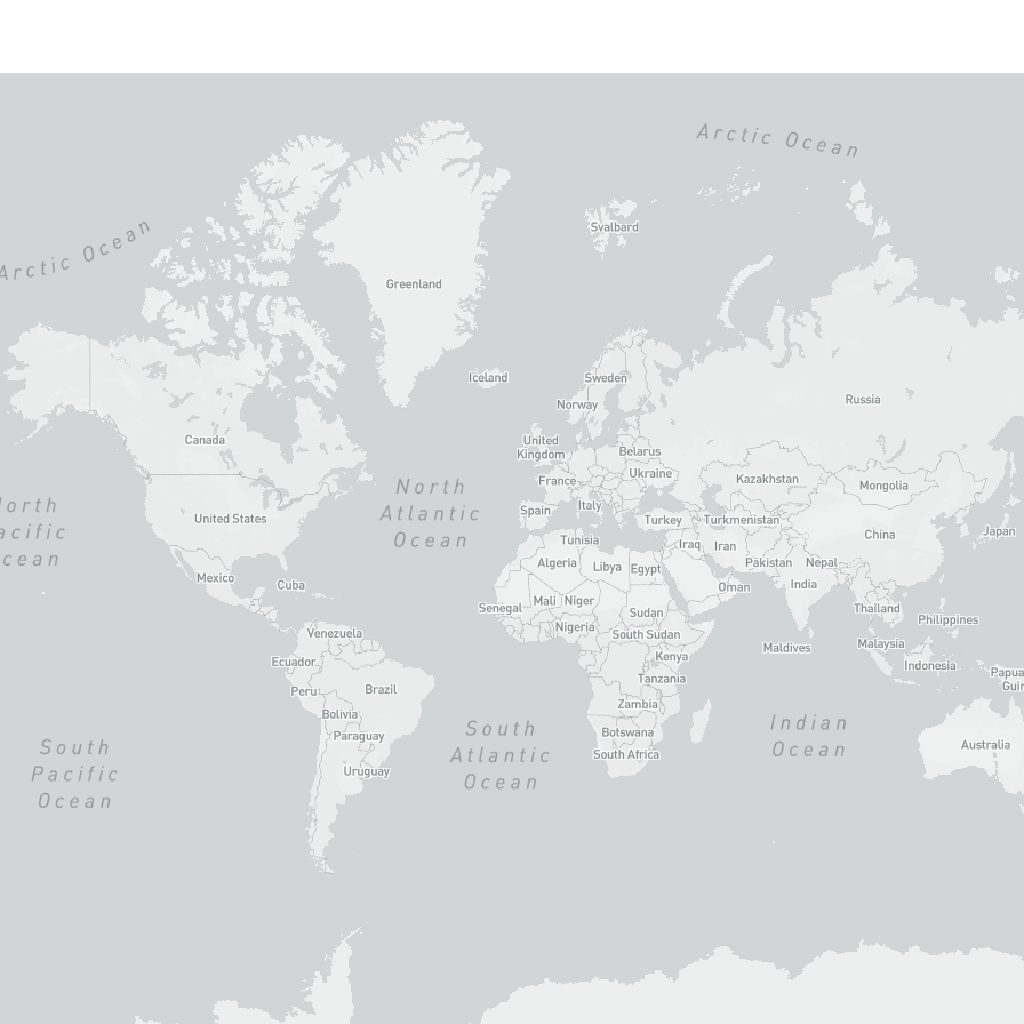 Arctic Ocean
Arctic Ocean
Svalbard
Greenland
Iceland
Sweden
Norway
Russia
Canada
United
Kingdom
Belarus
Ukraine
France
Kazakhstan
Mongolia
North
Atlantic
Ocean
Spain
Italy
United States
Turkey
Turkmenistan
China
Japan
Tunisia
Iraq
Iran
Algeria
Libya
Egypt
Pakistan
Nepal
Mexico
Cuba
Oman
India
Mali
Niger
Senegal
Sudan
Thailand
Philippines
Nigeria
South Sudan
Venezuela
Maldives
Malaysia
Ecuador
Kenya
Indonesia
Papua
Guin
Peru
Brazil
Tanzania
Bolivia
Zambia
Paraguay
Botswana
South
Atlantic
Ocean
Indian
Ocean
South Africa
Australia
Uruguay
South
Pacific
Ocean
orth
acific
cean